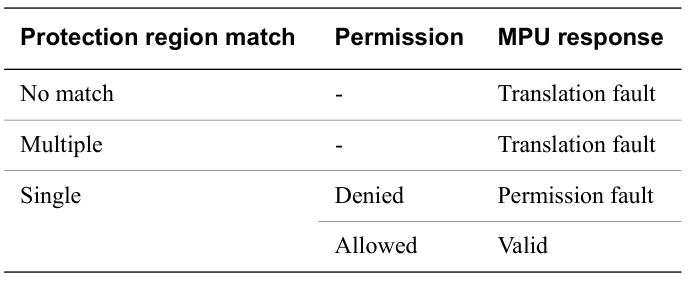 Protection region match Permission MPU response
No match - Translation fault
Multiple - Translation fault
Single Denied Permission fault
Allowed Valid